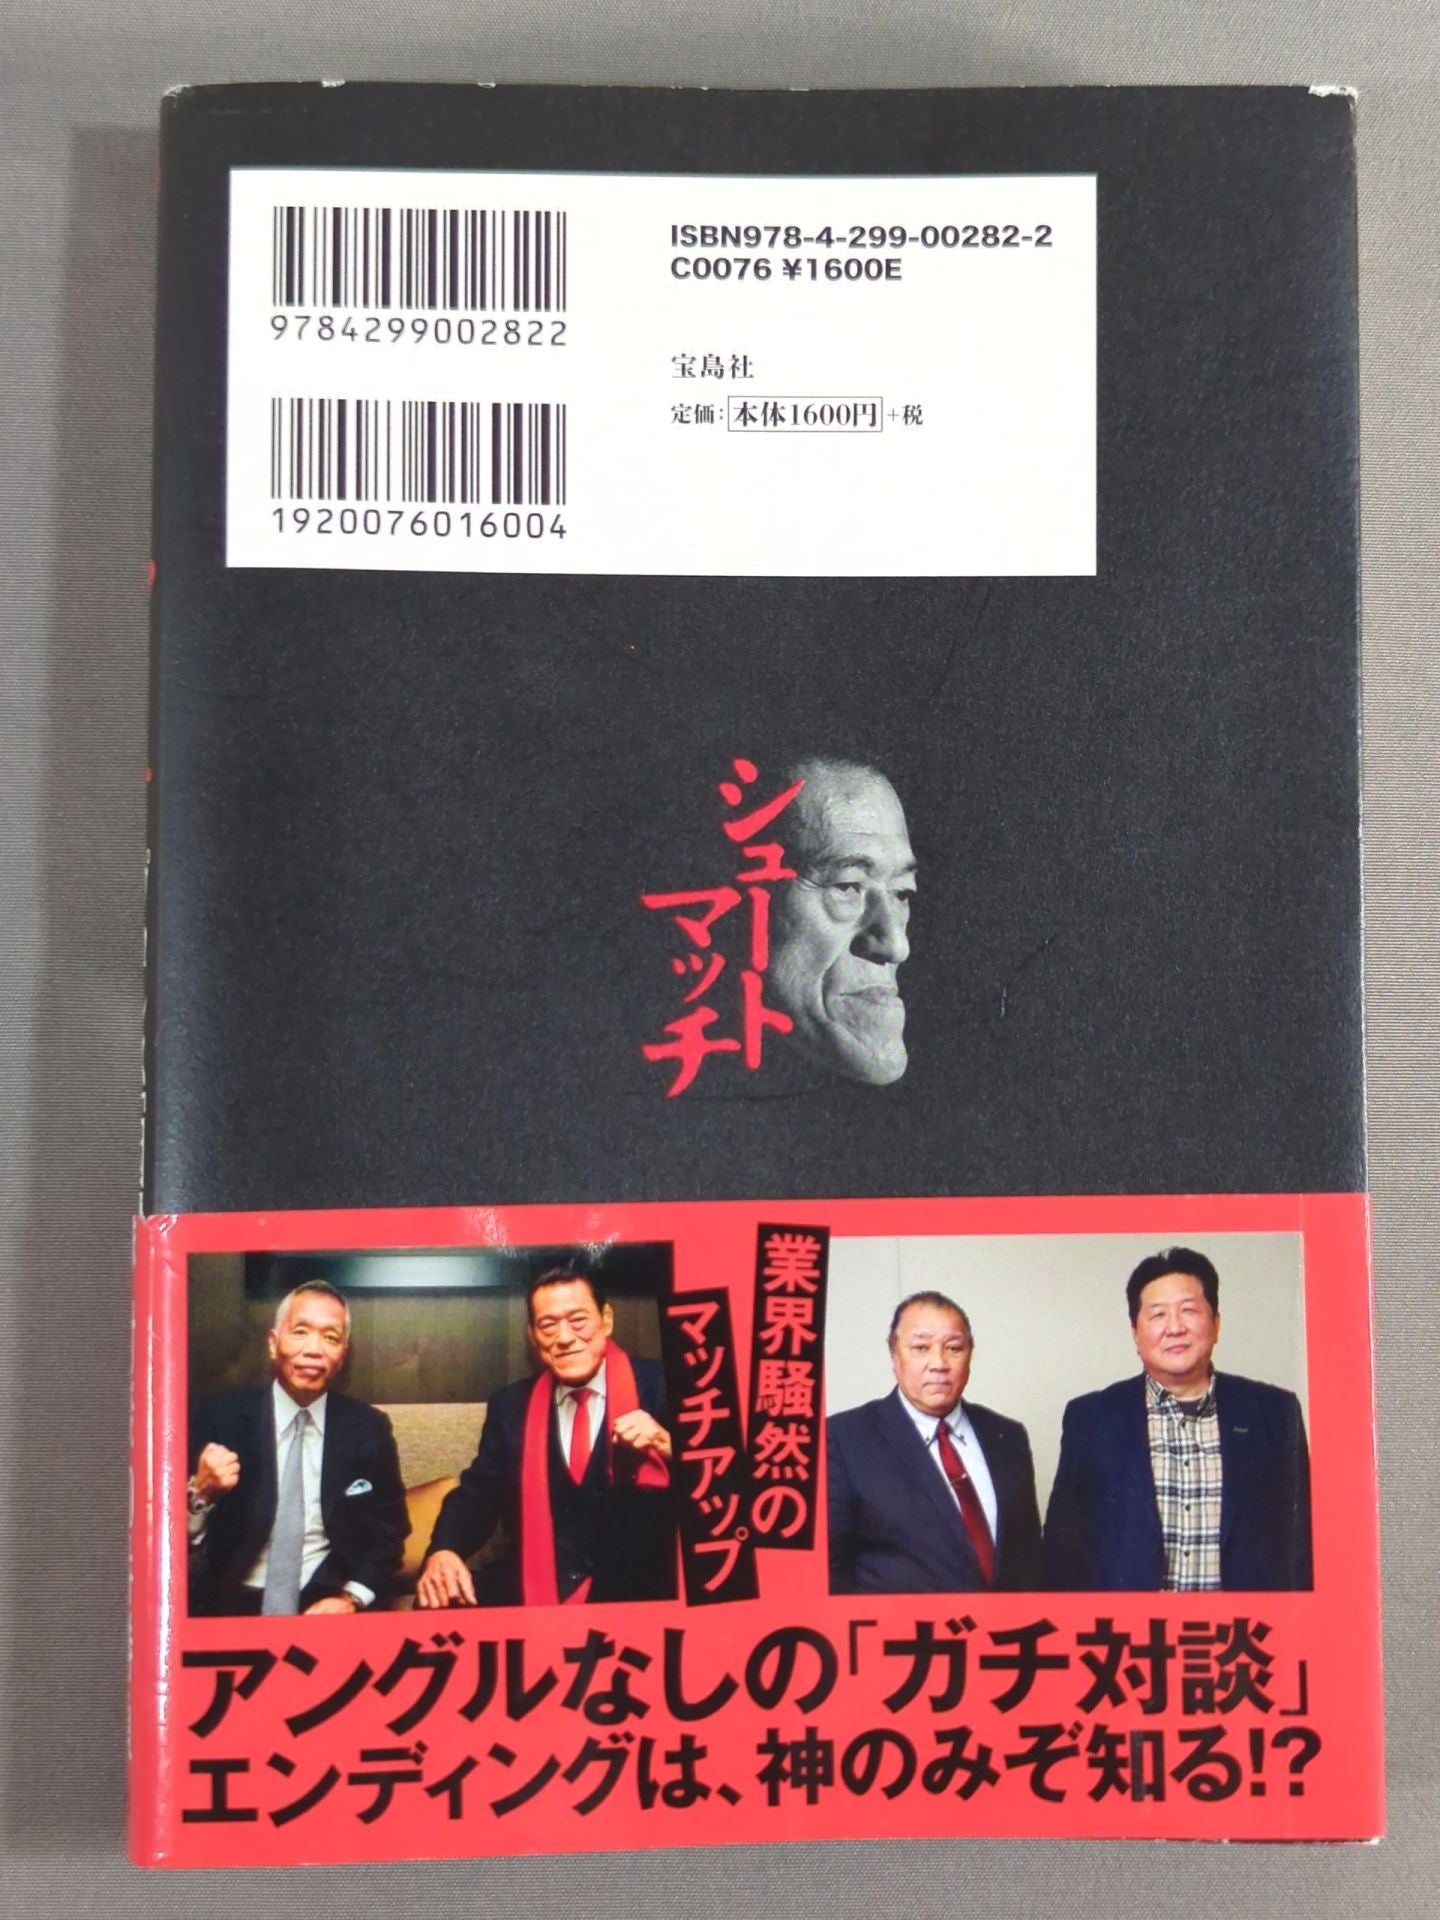 ISBN978-4-299-00282-2
C0076 ¥1600E
9784299002822
宝島社
定価：本体1600円+税
1920076016004
シュート
マッチ
業界騒然の
マッチアップ
アングルなしの「ガチ対談」
エンディングは、神のみぞ知る!?